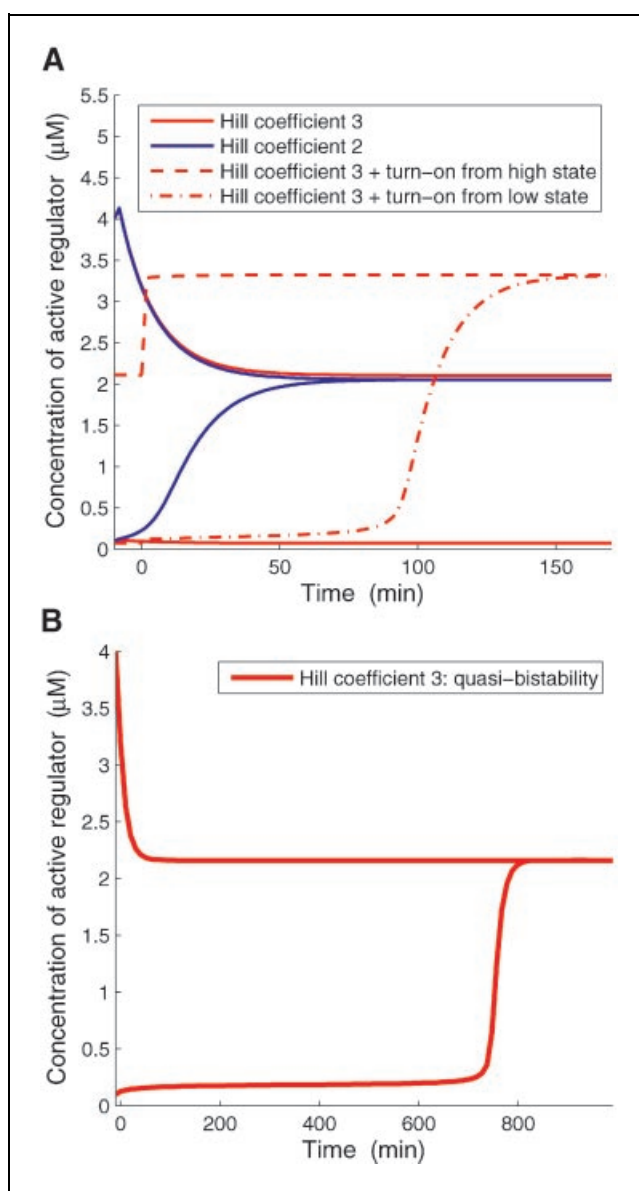 A
Concentration of active regulator (μM)
5.5
5
4.5
4
3.5
3
2.5
2
1.5
1
0.5
0
Hill coefficient 3
Hill coefficient 2
Hill coefficient 3 + turn-on from high state
Hill coefficient 3 + turn-on from low state
0 50 100 150
Time (min)
B
Concentration of active regulator (μM)
4
3.5
3
2.5
2
1.5
1
0.5
0
Hill coefficient 3: quasi-bistability
0 200 400 600 800
Time (min)